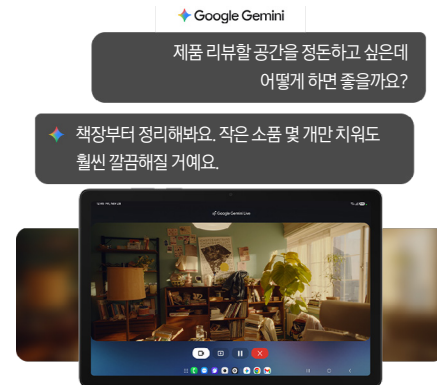 Google Gemini
제품 리뷰할 공간을 정돈하고 싶은데
어떻게 하면 좋을까요?
책장부터 정리해봐요. 작은 소품 몇 개만 치워도
훨씬 깔끔해질 거예요.
Google Gemini Live